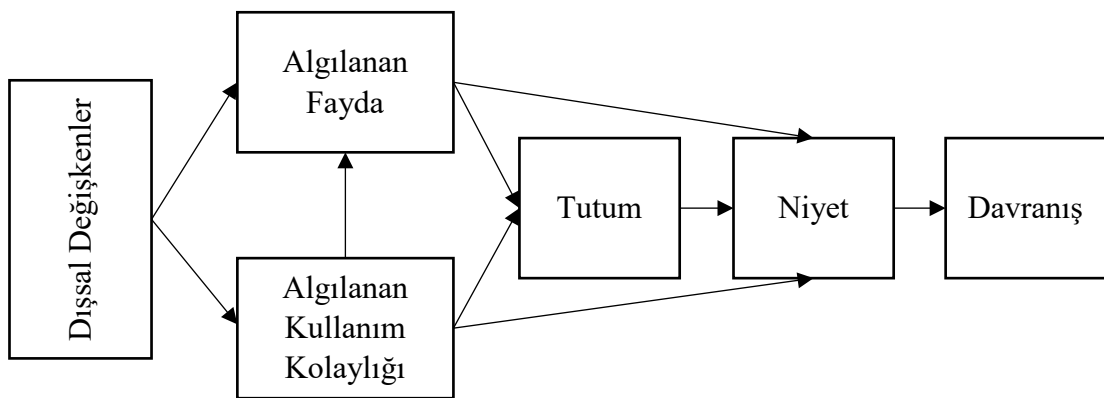 Dışsal Değişkenler
Algılanan
Fayda
Algılanan
Kullanım
Kolaylığı
Tutum
Niyet
Davranış